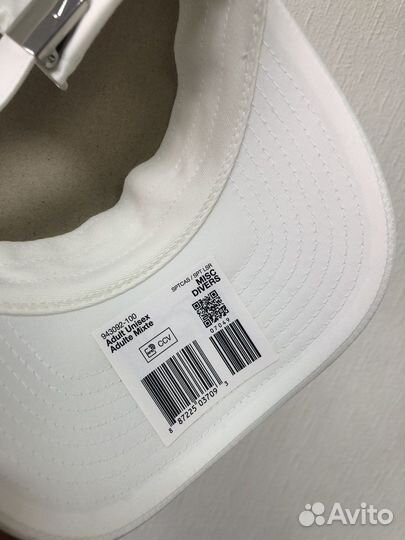 943092-100
Adult Unisex
Adulte Mixte
CCV
SPTCAS / SPT LSR
MISC
DIVERS
07049
8 87225 03709 3
Avito